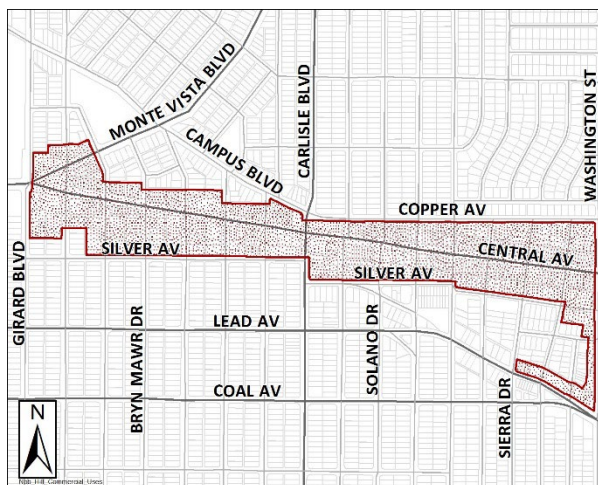 MONTE VISTA BLVD
CARLISLE BLVD
WASHINGTON ST
CAMPUS BLVD
COPPER AV
CENTRAL AV
SILVER AV
SILVER AV
GIRARD BLVD
LEAD AV
BRYN MAWR DR
SOLANO DR
COAL AV
SIERRA DR
N
Nob_Hill_Commercial_Uses